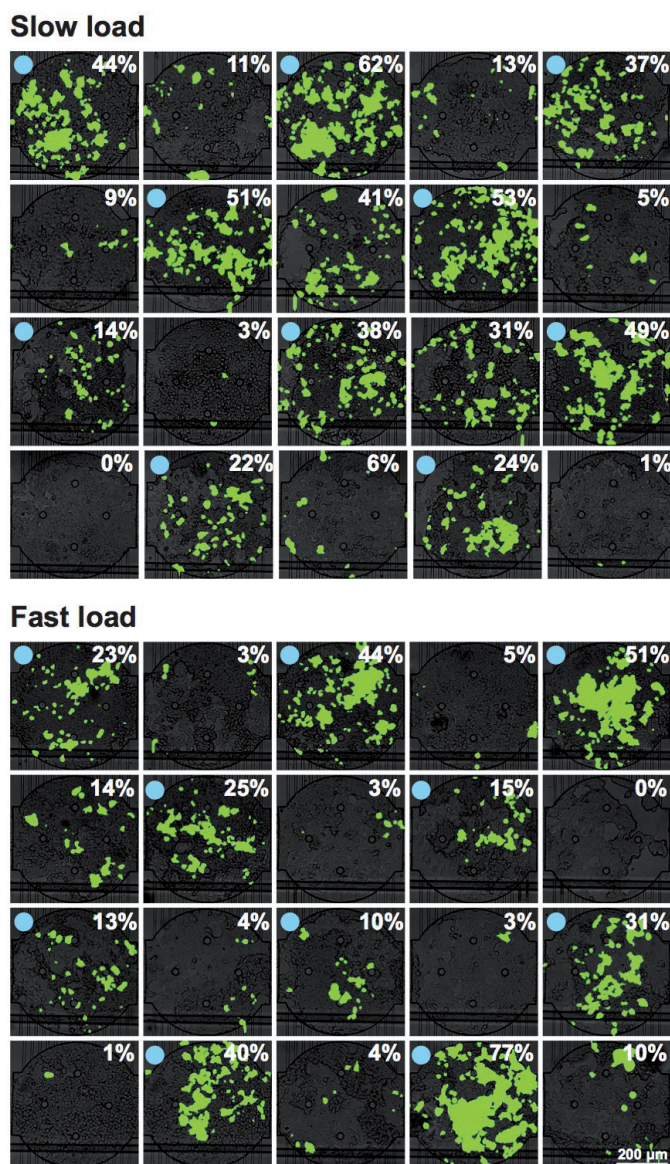 Slow load
44% 11% 62% 13% 37%
9% 51% 41% 53% 5%
14% 3% 38% 31% 49%
0% 22% 6% 24% 1%
Fast load
23% 3% 44% 5% 51%
14% 25% 3% 15% 0%
13% 4% 10% 3% 31%
1% 40% 4% 77% 10%
200 µm